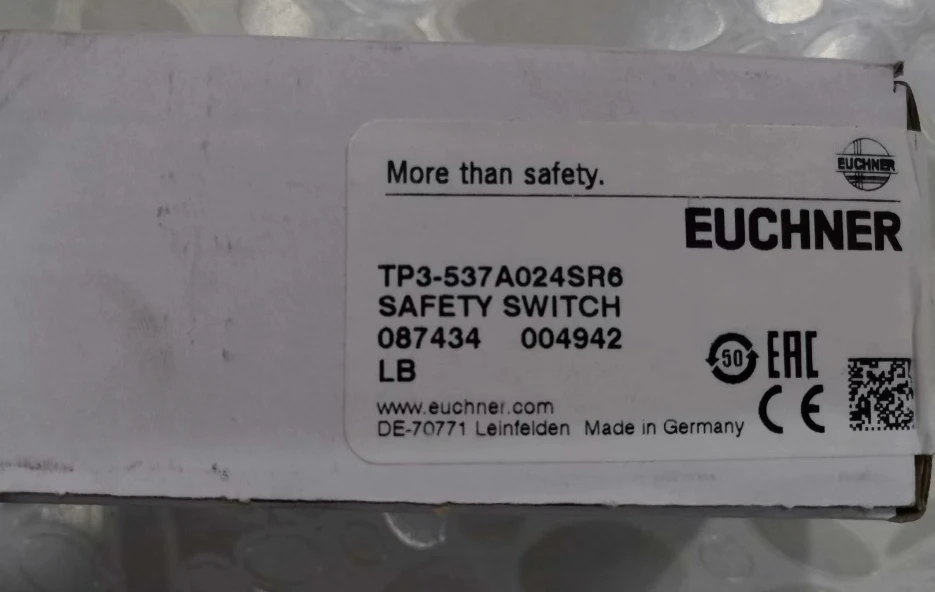 More than safety.
EUCHNER
EUCHNER
TP3-537A024SR6
SAFETY SWITCH
087434 004942
LB
50 EAC
CE
www.euchner.com
DE-70771 Leinfelden Made in Germany